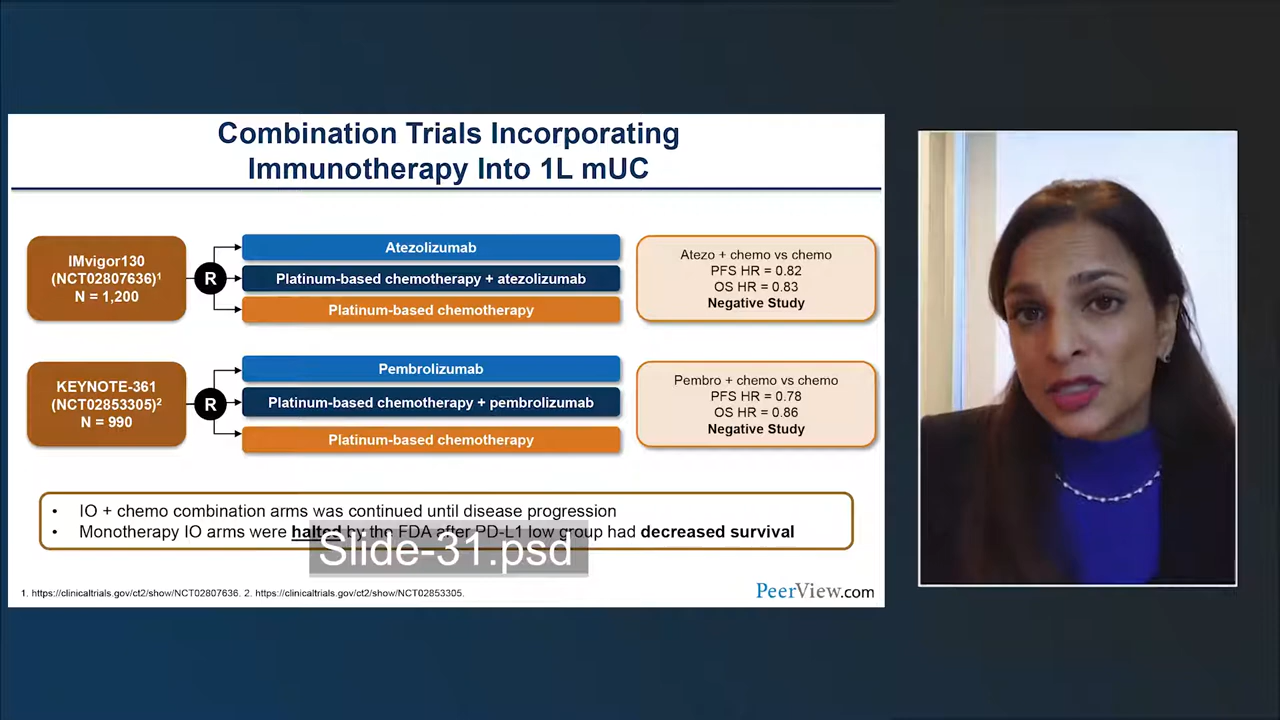 Combination Trials Incorporating
Immunotherapy Into 1L mUC
IMvigor130
(NCT02807636)¹
N = 1,200
R
Atezolizumab
Platinum-based chemotherapy + atezolizumab
Platinum-based chemotherapy
Atezo + chemo vs chemo
PFS HR = 0.82
OS HR = 0.83
Negative Study
KEYNOTE-361
(NCT02853305)²
N = 990
R
Pembrolizumab
Platinum-based chemotherapy + pembrolizumab
Platinum-based chemotherapy
Pembro + chemo vs chemo
PFS HR = 0.78
OS HR = 0.86
Negative Study
• IO + chemo combination arms was continued until disease progression
• Monotherapy IO arms were halted by the FDA after PD-L1 low group had decreased survival
Slide-31.psd
1. https://clinicaltrials.gov/ct2/show/NCT02807636. 2. https://clinicaltrials.gov/ct2/show/NCT02853305.
PeerView.com